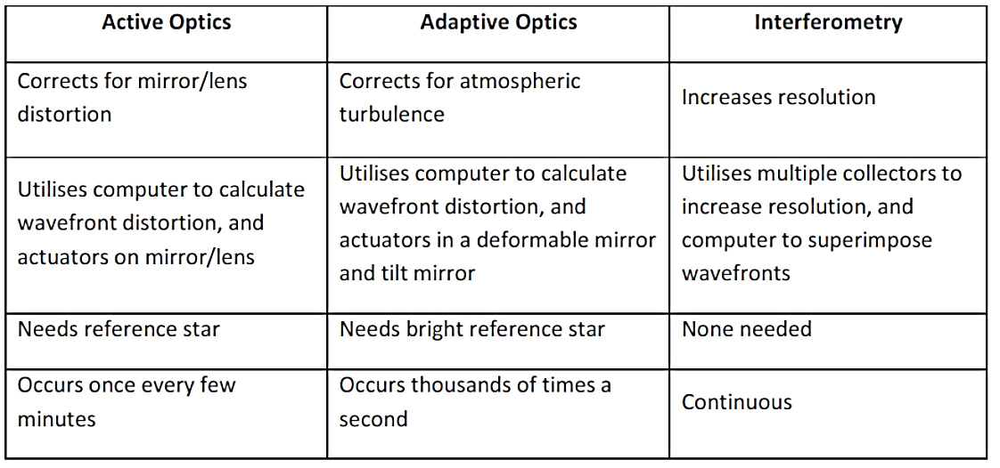 Active Optics
Adaptive Optics
Interferometry
Corrects for mirror/lens
distortion
Corrects for atmospheric
turbulence
Increases resolution
Utilises computer to calculate
wavefront distortion, and
actuators on mirror/lens
Utilises computer to calculate
wavefront distortion, and
actuators in a deformable mirror
and tilt mirror
Utilises multiple collectors to
increase resolution, and
computer to superimpose
wavefronts
Needs reference star
Needs bright reference star
None needed
Occurs once every few
minutes
Occurs thousands of times a
second
Continuous